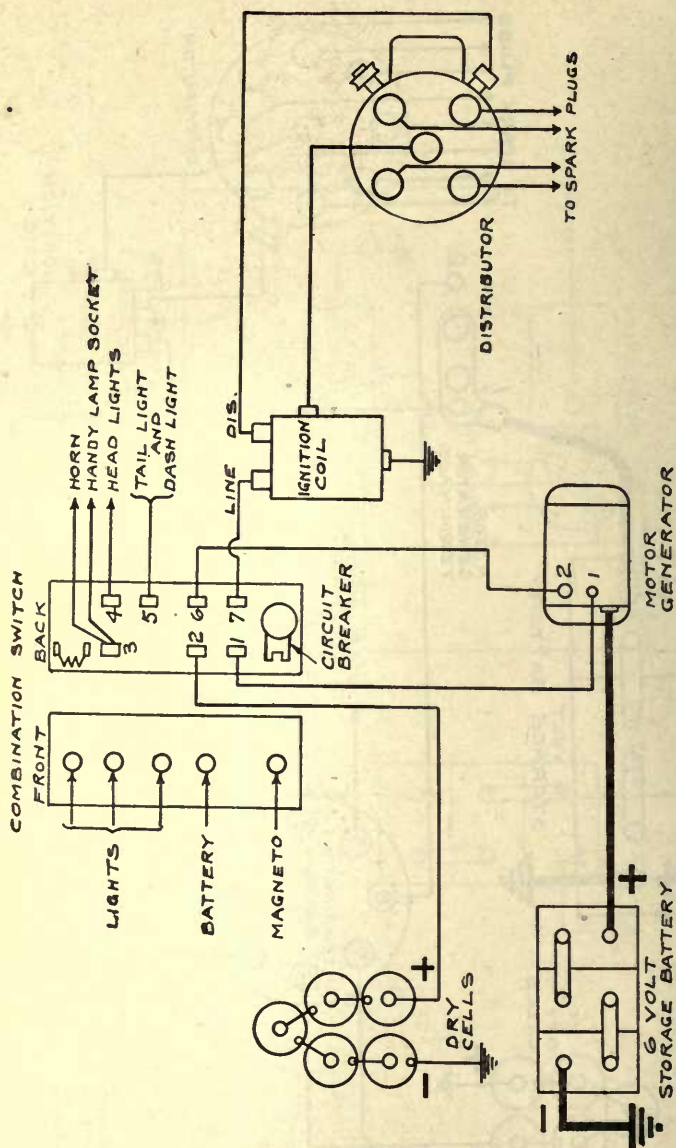 COMBINATION SWITCH
FRONT
BACK
LIGHTS
BATTERY
MAGNETO
HORN
HANDY LAMP SOCKET
HEAD LIGHTS
TAIL LIGHT
AND
DASH LIGHT
3
4
5
2
6
1
7
CIRCUIT
BREAKER
LINE
DIS.
IGNITION
COIL
DISTRIBUTOR
TO SPARK PLUGS
DRY
CELLS
+
−
MOTOR
GENERATOR
2
1
6 VOLT
STORAGE BATTERY
+
−